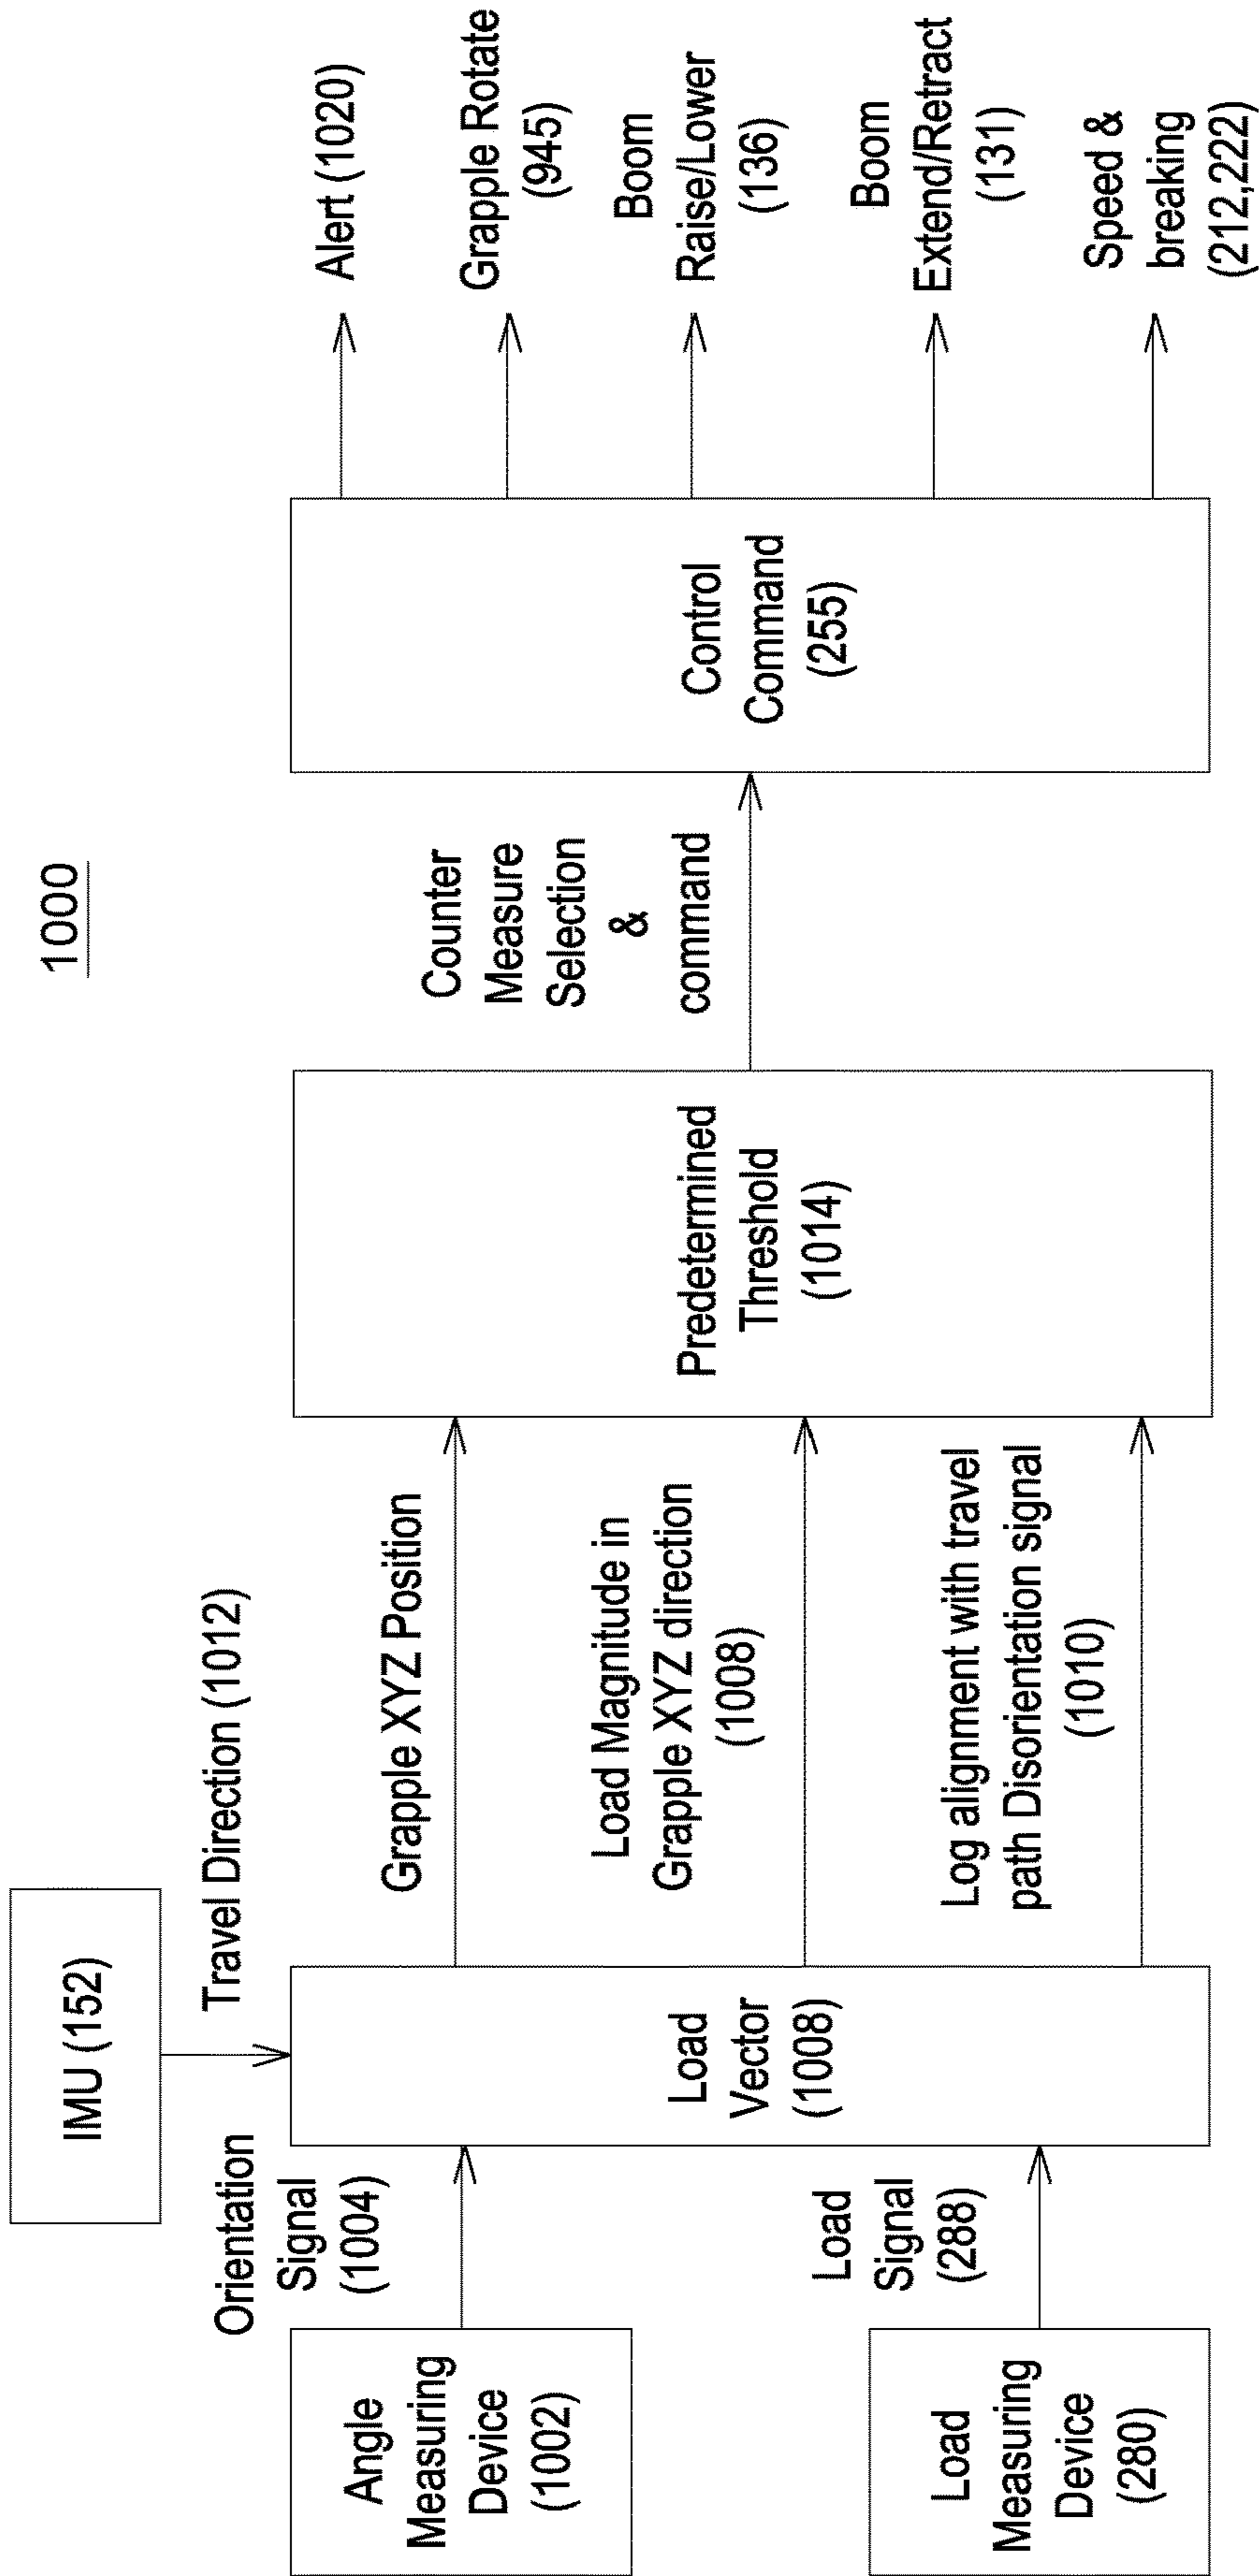 1000
IMU (152)
Travel Direction (1012)
Orientation
Signal
(1004)
Angle
Measuring
Device
(1002)
Load
Signal
(288)
Load
Measuring
Device
(280)
Load
Vector
(1008)
Grapple XYZ Position
Load Magnitude in
Grapple XYZ direction
(1008)
Log alignment with travel
path Disorientation signal
(1010)
Predetermined
Threshold
(1014)
Counter
Measure
Selection
&
command
Control
Command
(255)
Alert (1020)
Grapple Rotate
(945)
Boom
Raise/Lower
(136)
Boom
Extend/Retract
(131)
Speed &
breaking
(212,222)